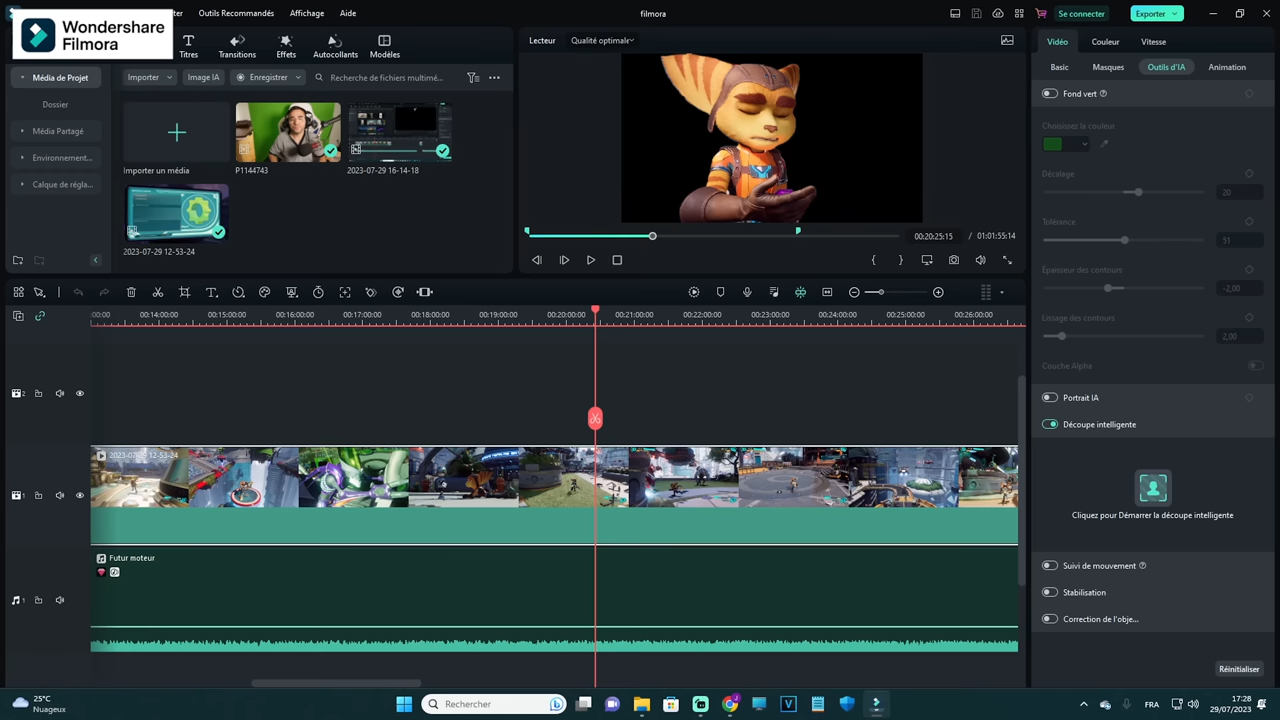 Wondershare
Filmora
Outils Recommandés
Affichage
Aide
filmora
Se connecter
Exporter
Titres
Transitions
Effets
Autocollants
Modèles
Lecteur
Qualité optimale
Vidéo
Couleur
Vitesse
Média de Projet
Importer
Image IA
Enregistrer
Recherche de fichiers multimé...
Basic
Masques
Outils d'IA
Animation
Dossier
Média Partagé
Environnement...
Calque de régla...
Importer un média
P1144743
2023-07-29 16-14-18
2023-07-29 12-53-24
Fond vert
Choisissez la couleur
Décalage
20
Tolérance
51
Épaisseur des contours
-2,00
Lissage des contours
2,00
Couche Alpha
00:20:25:15 / 01:01:55:14
:00:00
00:14:00:00
00:15:00:00
00:16:00:00
00:17:00:00
00:18:00:00
00:19:00:00
00:20:00:00
00:21:00:00
00:22:00:00
00:23:00:00
00:24:00:00
00:25:00:00
00:26:00:00
2
2023-07-29 12-53-24
1
Futur moteur
1
Portrait IA
Découpe intelligente
Cliquez pour Démarrer la découpe intelligente
Suivi de mouvement
Stabilisation
Correction de l'obje...
Réinitialiser
25°C
Nuageux
Rechercher
FRA
17:28
29/07/2023